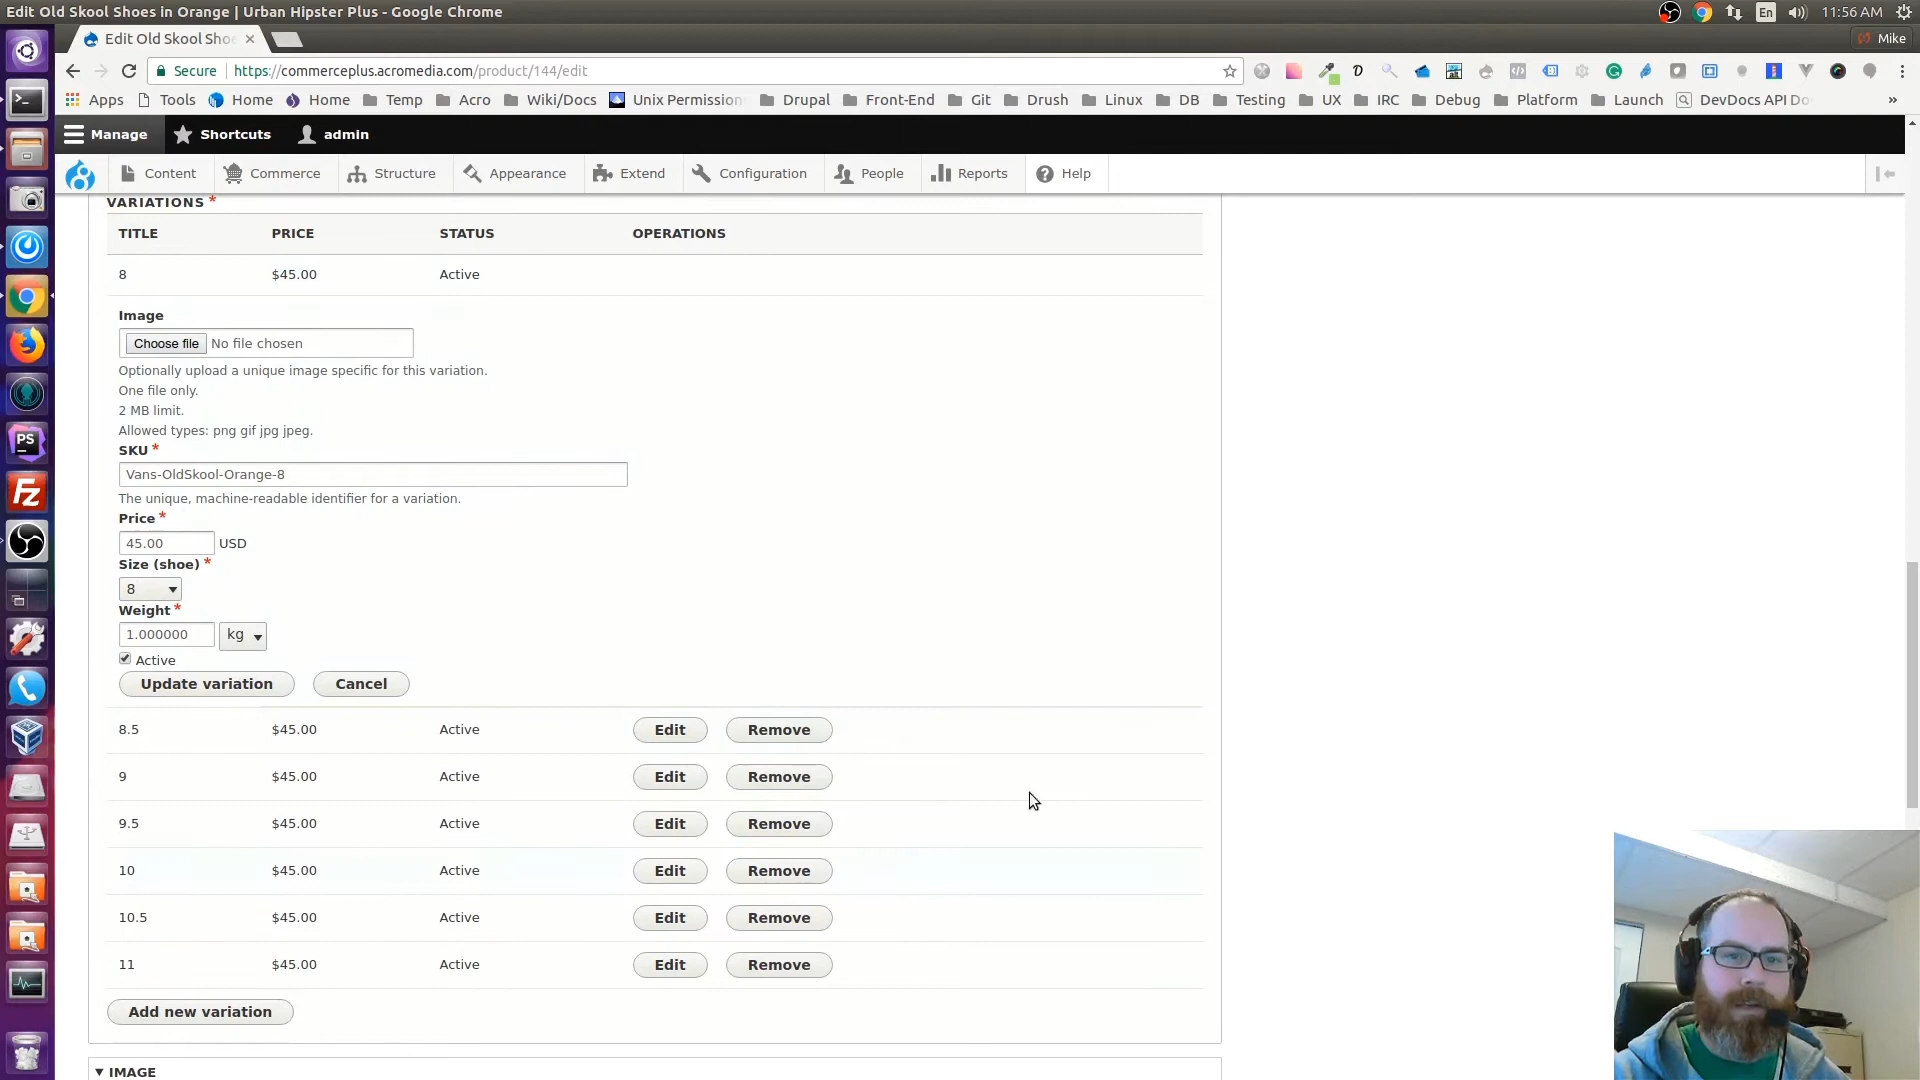 Edit Old Skool Shoes in Orange | Urban Hipster Plus - Google Chrome
En 11:56 AM
Edit Old Skool Sho
Mike
Secure https://commerceplus.acromedia.com/product/144/edit
Apps Tools Home Home Temp Acro Wiki/Docs Unix Permission Drupal Front-End Git Drush Linux DB Testing UX IRC Debug Platform Launch DevDocs API Do »
Manage Shortcuts admin
Content Commerce Structure Appearance Extend Configuration People Reports Help
VARIATIONS *
TITLE PRICE STATUS OPERATIONS
8 $45.00 Active
Image
Choose file No file chosen
Optionally upload a unique image specific for this variation.
One file only.
2 MB limit.
Allowed types: png gif jpg jpeg.
SKU *
Vans-OldSkool-Orange-8
The unique, machine-readable identifier for a variation.
Price *
45.00 USD
Size (shoe) *
8
Weight *
1.000000 kg
Active
Update variation Cancel
8.5 $45.00 Active Edit Remove
9 $45.00 Active Edit Remove
9.5 $45.00 Active Edit Remove
10 $45.00 Active Edit Remove
10.5 $45.00 Active Edit Remove
11 $45.00 Active Edit Remove
Add new variation
IMAGE
PS
FZ